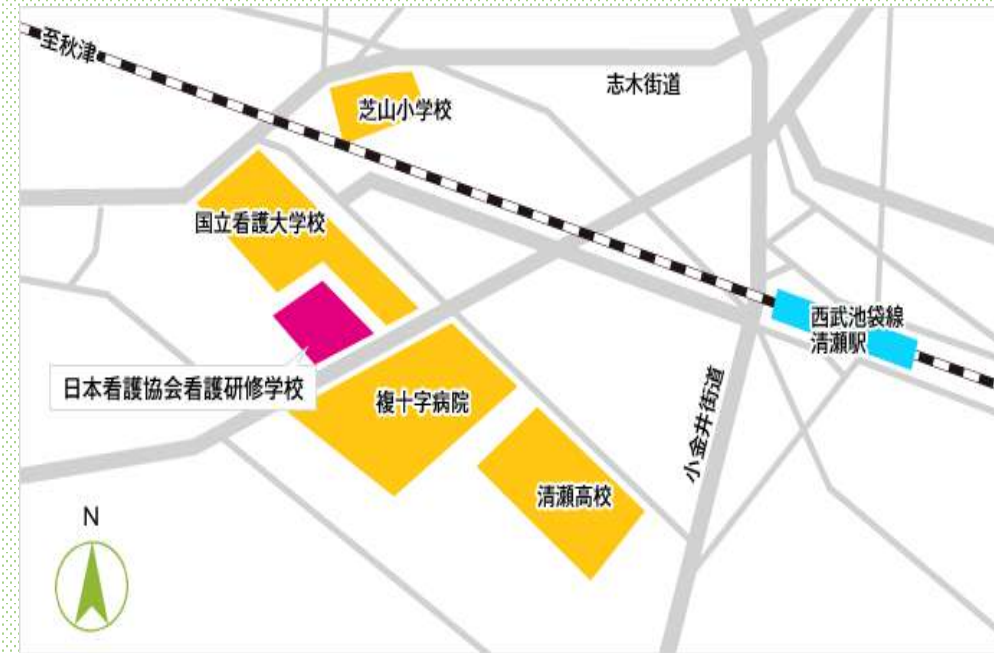 至秋津
志木街道
芝山小学校
国立看護大学校
西武池袋線
清瀬駅
日本看護協会看護研修学校
複十字病院
小金井街道
清瀬高校
N